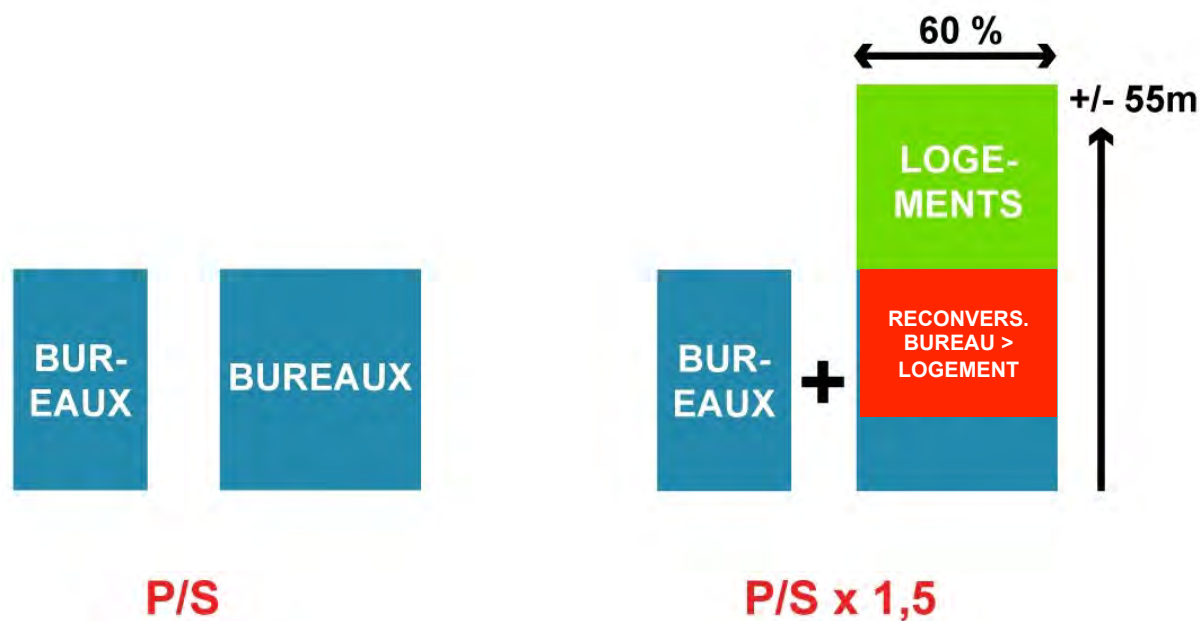 60 %
+/- 55m
LOGE-
MENTS
BUR-
EAUX
BUREAUX
BUR-
EAUX
+
RECONVERS.
BUREAU >
LOGEMENT
P/S
P/S x 1,5